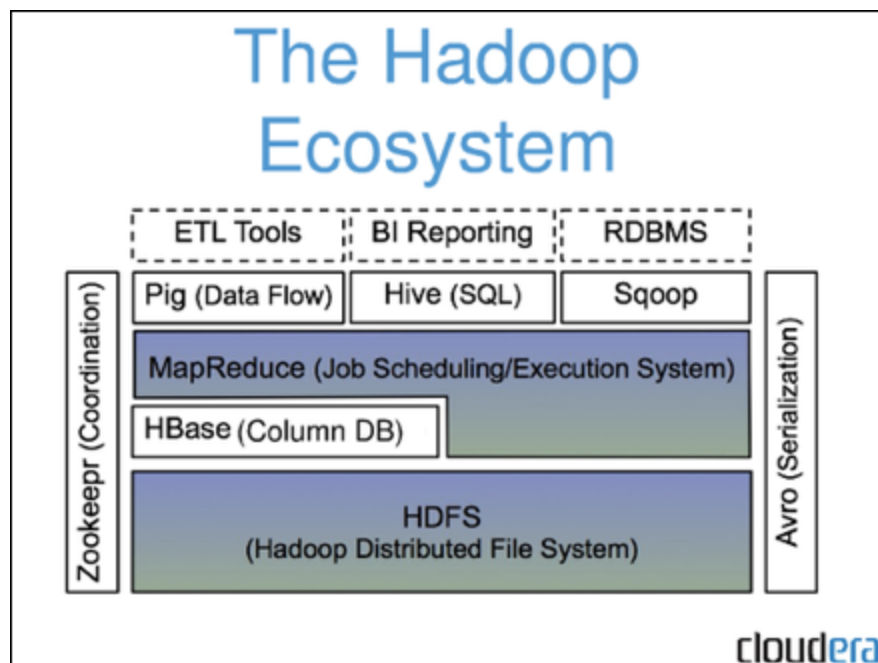 The Hadoop
Ecosystem
ETL Tools
BI Reporting
RDBMS
Pig (Data Flow)
Hive (SQL)
Sqoop
Zookeepr (Coordination)
MapReduce (Job Scheduling/Execution System)
HBase (Column DB)
HDFS
(Hadoop Distributed File System)
Avro (Serialization)
cloudera